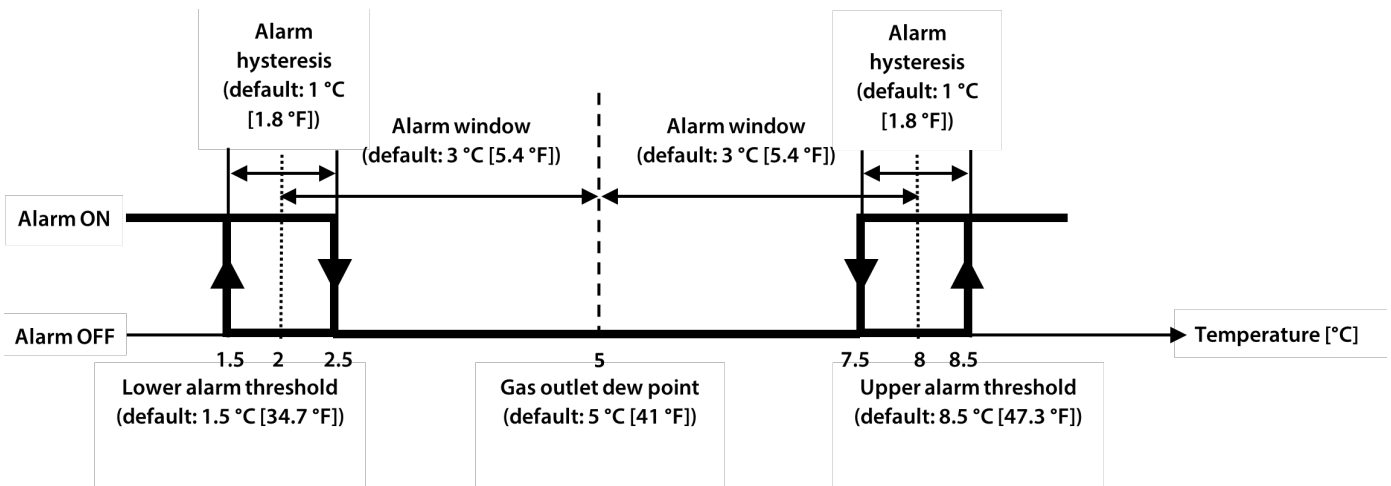 Alarm
hysteresis
(default: 1 °C
[1.8 °F])
Alarm window
(default: 3 °C [5.4 °F])
Alarm window
(default: 3 °C [5.4 °F])
Alarm
hysteresis
(default: 1 °C
[1.8 °F])
Alarm ON
Alarm OFF
Temperature [°C]
1.5 2 2.5 5 7.5 8 8.5
Lower alarm threshold
(default: 1.5 °C [34.7 °F])
Gas outlet dew point
(default: 5 °C [41 °F])
Upper alarm threshold
(default: 8.5 °C [47.3 °F])